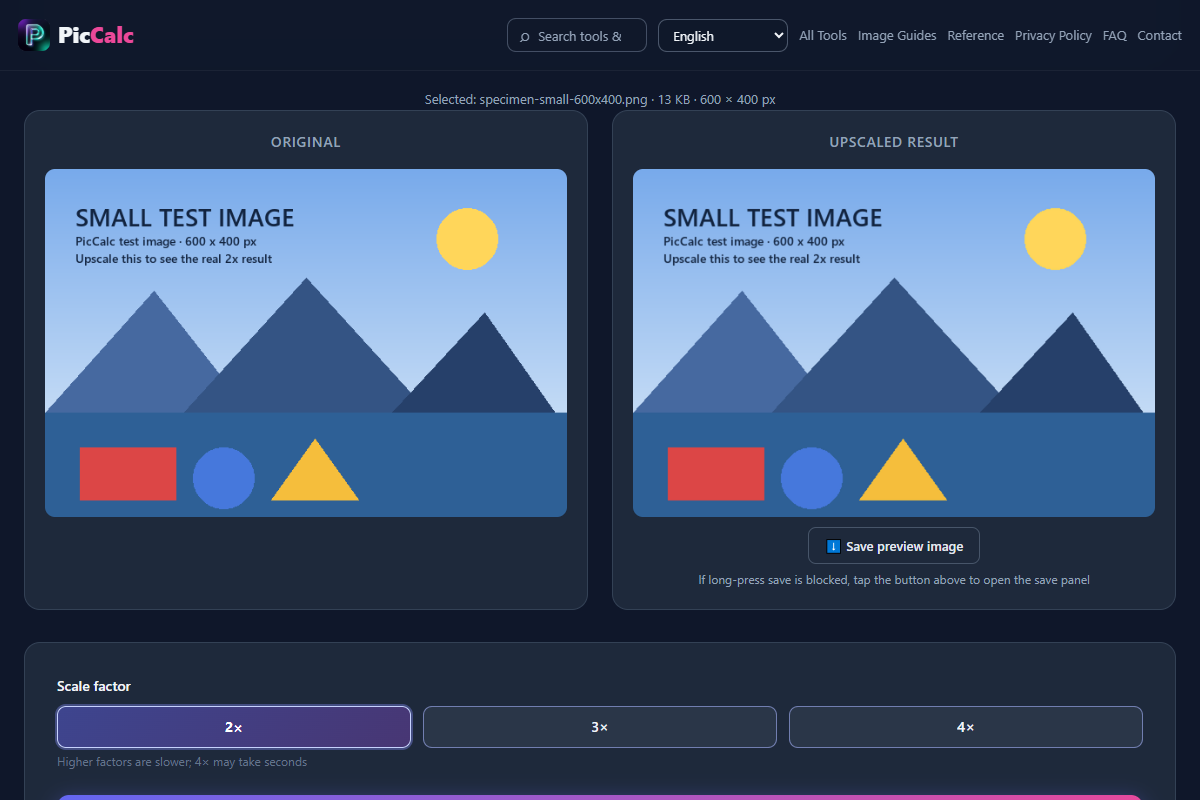 PicCalc
Search tools &
English
All Tools
Image Guides
Reference
Privacy Policy
FAQ
Contact
Selected: specimen-small-600x400.png · 13 KB · 600 × 400 px
ORIGINAL
SMALL TEST IMAGE
PicCalc test image · 600 x 400 px
Upscale this to see the real 2x result
UPSCALED RESULT
SMALL TEST IMAGE
PicCalc test image · 600 x 400 px
Upscale this to see the real 2x result
Save preview image
If long-press save is blocked, tap the button above to open the save panel
Scale factor
2×
3×
4×
Higher factors are slower; 4× may take seconds